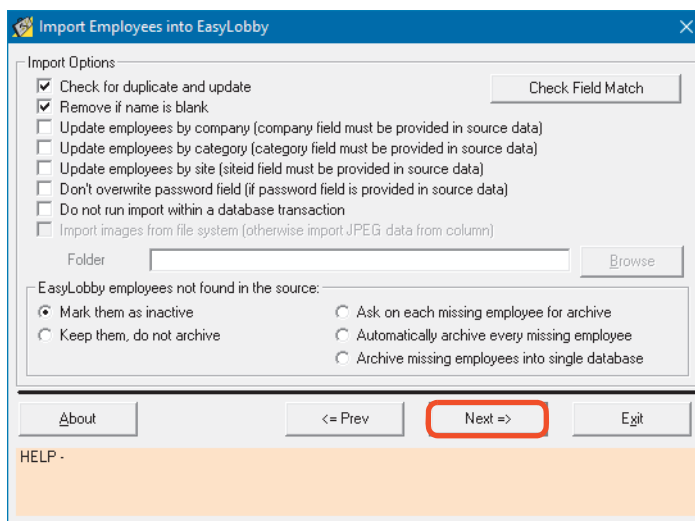 Import Employees into EasyLobby
Import Options
Check for duplicate and update
Check Field Match
Remove if name is blank
Update employees by company (company field must be provided in source data)
Update employees by category (category field must be provided in source data)
Update employees by site (siteid field must be provided in source data)
Don't overwrite password field (if password field is provided in source data)
Do not run import within a database transaction
Import images from file system (otherwise import JPEG data from column)
Folder
Browse
EasyLobby employees not found in the source:
Mark them as inactive
Ask on each missing employee for archive
Keep them, do not archive
Automatically archive every missing employee
Archive missing employees into single database
About
<= Prev
Next =>
Exit
HELP -